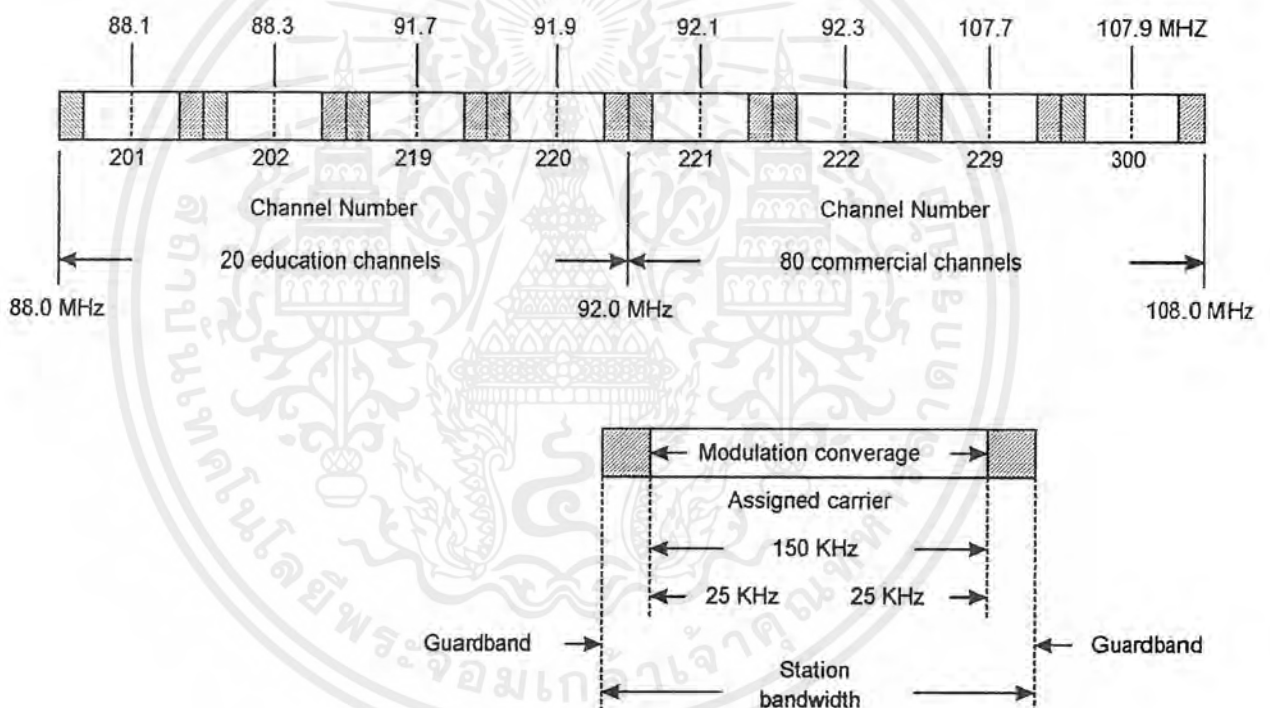 88.1 88.3 91.7 91.9 92.1 92.3 107.7 107.9 MHZ
201 202 219 220 221 222 229 300
Channel Number Channel Number
20 education channels 80 commercial channels
88.0 MHz 92.0 MHz 108.0 MHz
Modulation converage
Assigned carrier
150 KHz
25 KHz 25 KHz
Guardband Guardband
Station
bandwidth